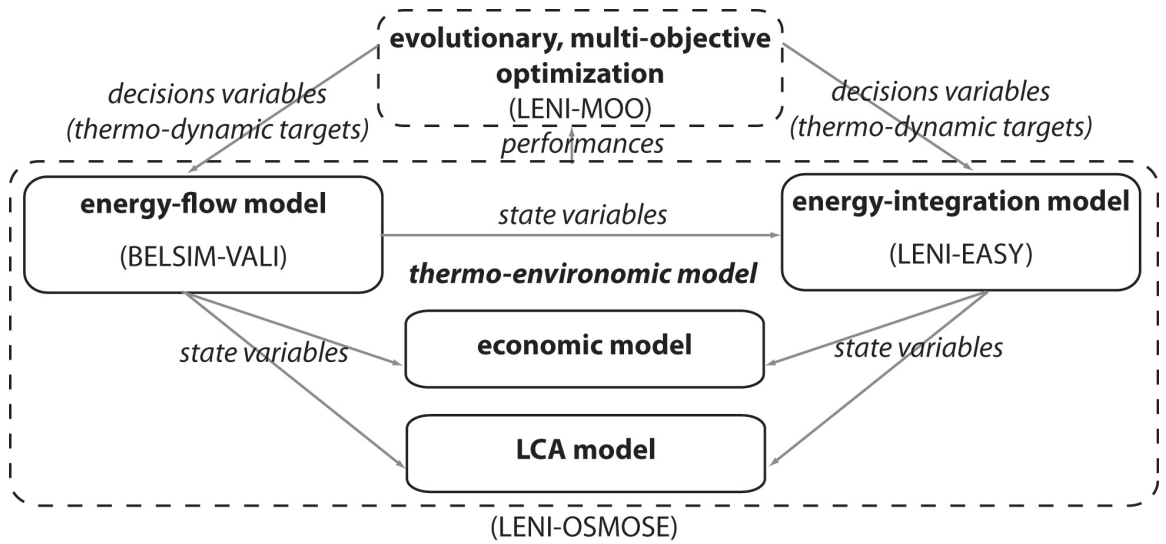 evolutionary, multi-objective
optimization
(LENI-MOO)
decisions variables
(thermo-dynamic targets)
decisions variables
(thermo-dynamic targets)
performances
energy-flow model
(BELSIM-VALI)
state variables
energy-integration model
(LENI-EASY)
thermo-environomic model
state variables
economic model
state variables
LCA model
(LENI-OSMOSE)